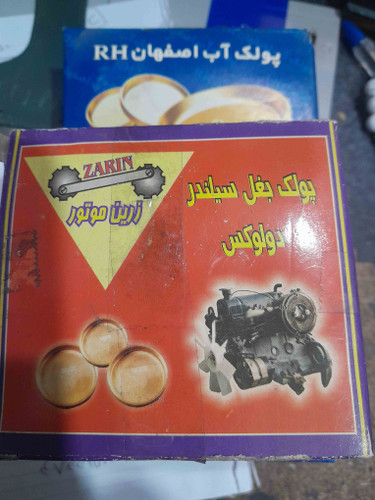 پولک آب اصفهان RH
ZARIN
زرین موتور
پولک بغل سیلندر
دولوکس